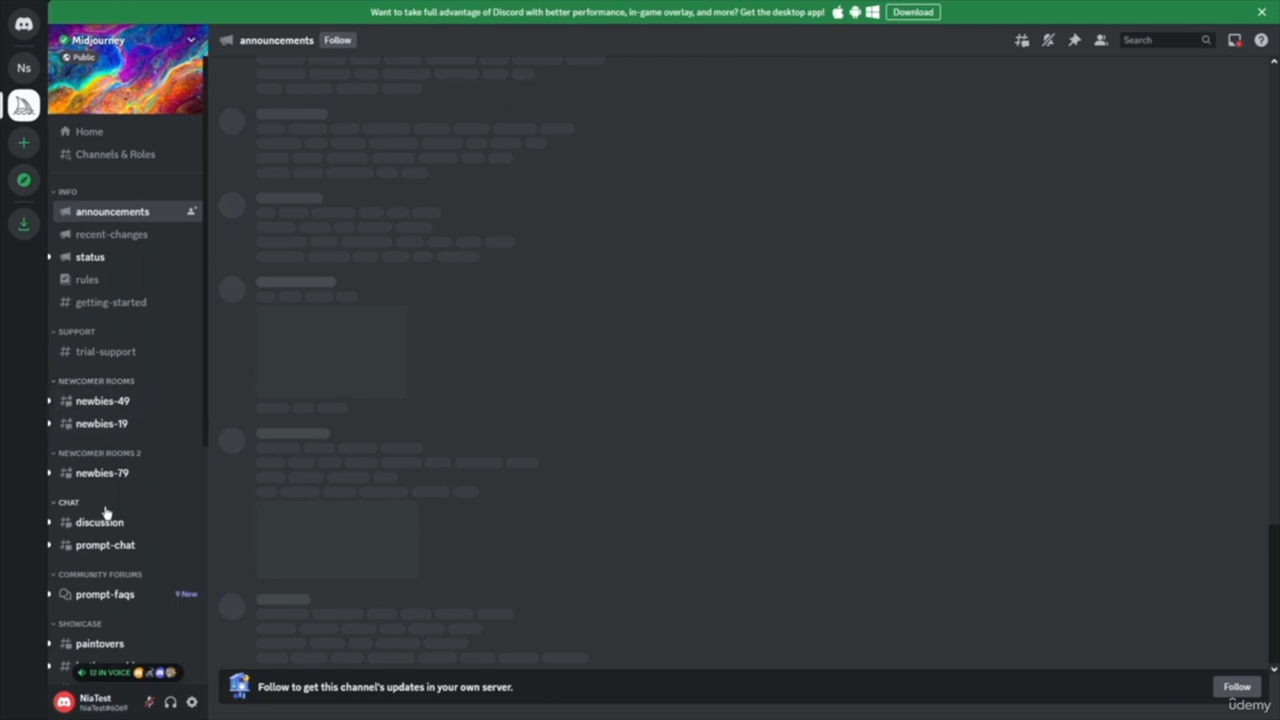 Want to take full advantage of Discord with better performance, in-game overlay, and more? Get the desktop app!
Download
Midjourney
Public
announcements
Follow
Search
Ns
Home
Channels & Roles
INFO
announcements
recent-changes
status
rules
getting-started
SUPPORT
trial-support
NEWCOMER ROOMS
newbies-49
newbies-19
NEWCOMER ROOMS 2
newbies-79
CHAT
discussion
prompt-chat
COMMUNITY FORUMS
prompt-faqs
9 New
SHOWCASE
paintovers
IN VOICE
NiaTest
Follow to get this channel's updates in your own server.
Follow
ûdemy